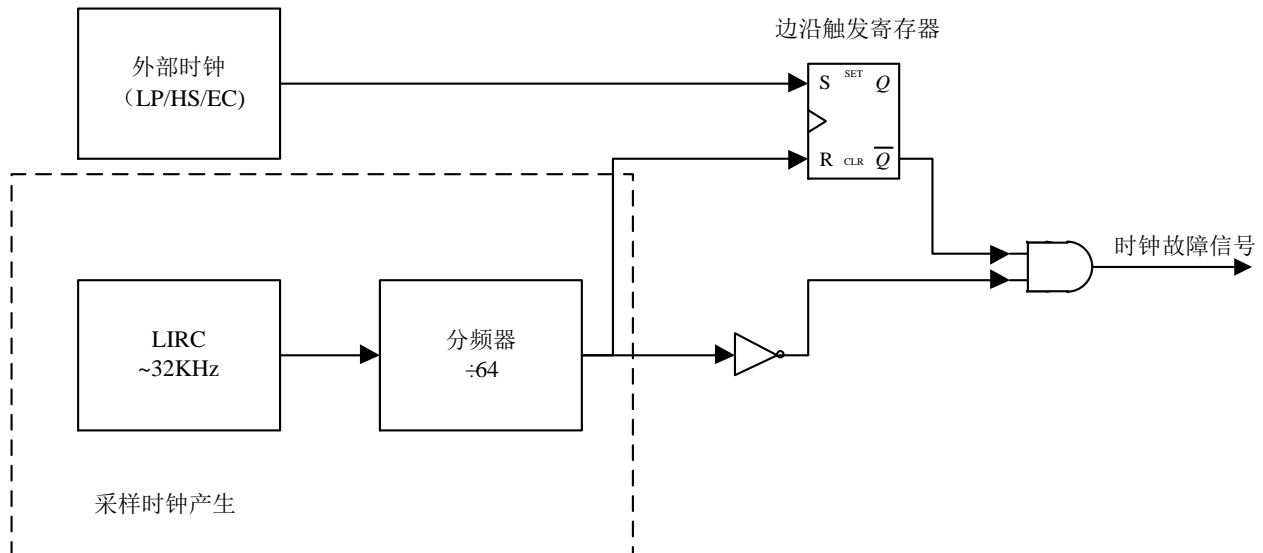 边沿触发寄存器
外部时钟
（LP/HS/EC)
S SET Q
R CLR Q
时钟故障信号
LIRC
~32KHz
分频器
÷64
采样时钟产生